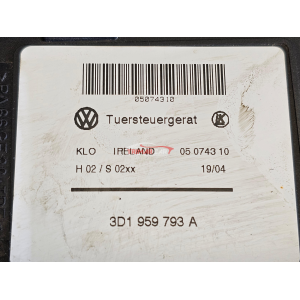 05074310
Tuersteuergerat
KLO IRELAND 05 0743 10
H 02 / S 02xx 19/04
3D1 959 793 A